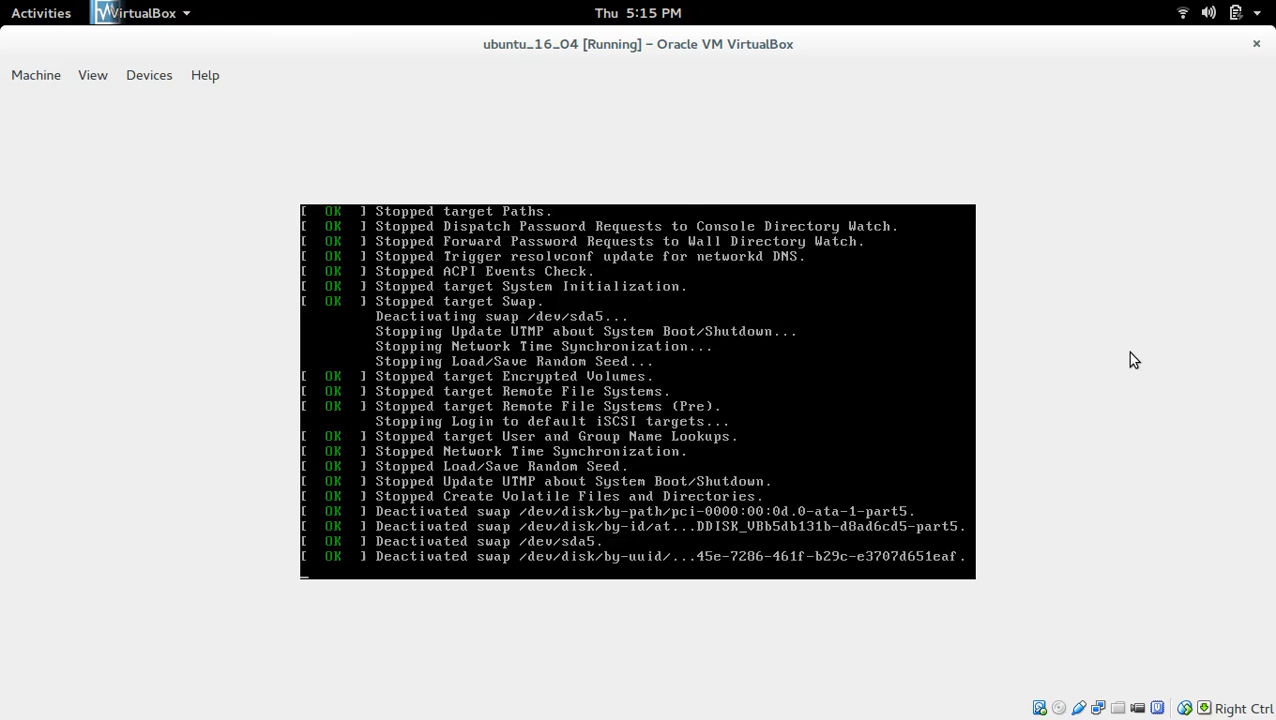 Activities VirtualBox Thu 5:15 PM
ubuntu_16_04 [Running] – Oracle VM VirtualBox ×
Machine View Devices Help
[ OK ] Stopped target Paths.
[ OK ] Stopped Dispatch Password Requests to Console Directory Watch.
[ OK ] Stopped Forward Password Requests to Wall Directory Watch.
[ OK ] Stopped Trigger resolvconf update for networkd DNS.
[ OK ] Stopped ACPI Events Check.
[ OK ] Stopped target System Initialization.
[ OK ] Stopped target Swap.
Deactivating swap /dev/sda5...
Stopping Update UTMP about System Boot/Shutdown...
Stopping Network Time Synchronization...
Stopping Load/Save Random Seed...
[ OK ] Stopped target Encrypted Volumes.
[ OK ] Stopped target Remote File Systems.
[ OK ] Stopped target Remote File Systems (Pre).
Stopping Login to default iSCSI targets...
[ OK ] Stopped target User and Group Name Lookups.
[ OK ] Stopped Network Time Synchronization.
[ OK ] Stopped Load/Save Random Seed.
[ OK ] Stopped Update UTMP about System Boot/Shutdown.
[ OK ] Stopped Create Volatile Files and Directories.
[ OK ] Deactivated swap /dev/disk/by-path/pci-0000:00:0d.0-ata-1-part5.
[ OK ] Deactivated swap /dev/disk/by-id/at...DDISK_VBb5db131b-d8ad6cd5-part5.
[ OK ] Deactivated swap /dev/sda5.
[ OK ] Deactivated swap /dev/disk/by-uuid/...45e-7286-461f-b29c-e3707d651eaf.
Right Ctrl